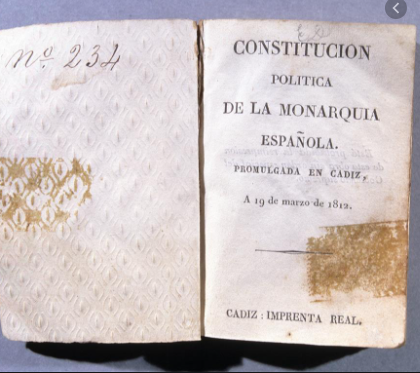 Nº 234
CONSTITUCION
POLITICA
DE LA MONARQUIA
ESPAÑOLA.
PROMULGADA EN CADIZ,
A 19 de marzo de 1812.
CADIZ: IMPRENTA REAL.